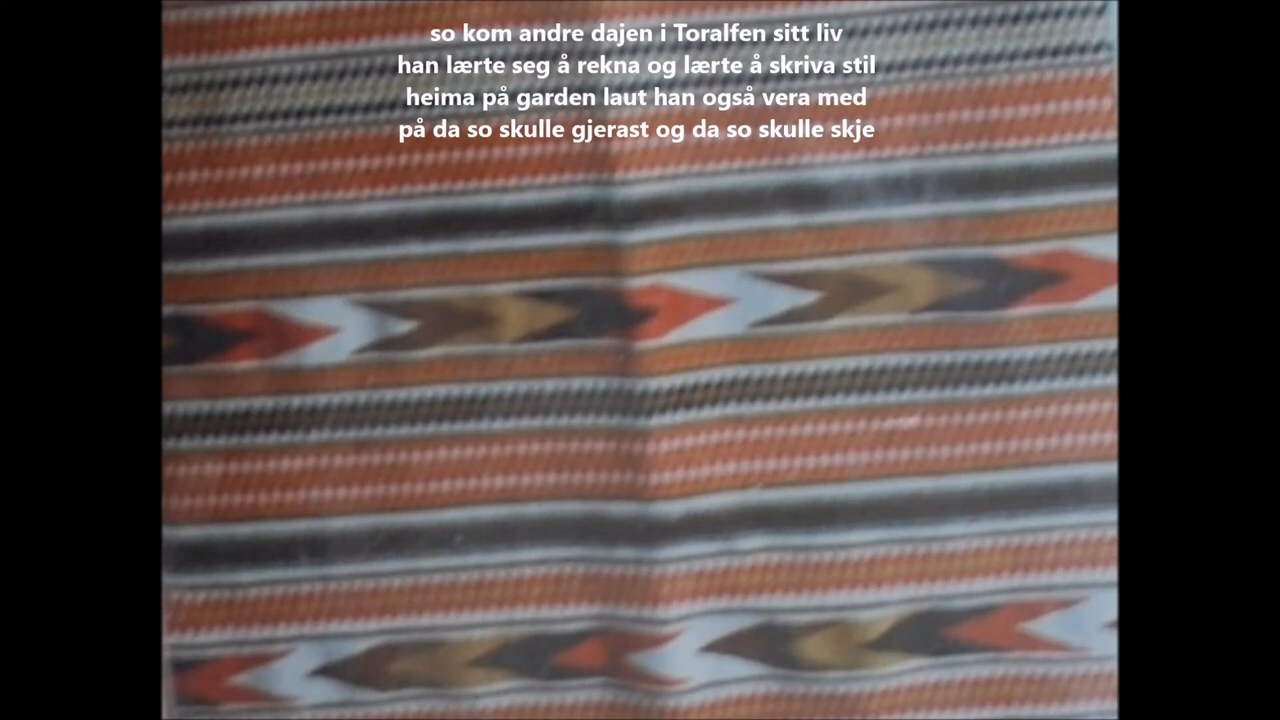 so kom andre dajen i Toralfen sitt liv
han lærte seg å rekna og lærte å skriva stil
heima på garden laut han også vera med
på da so skulle gjerast og da so skulle skje